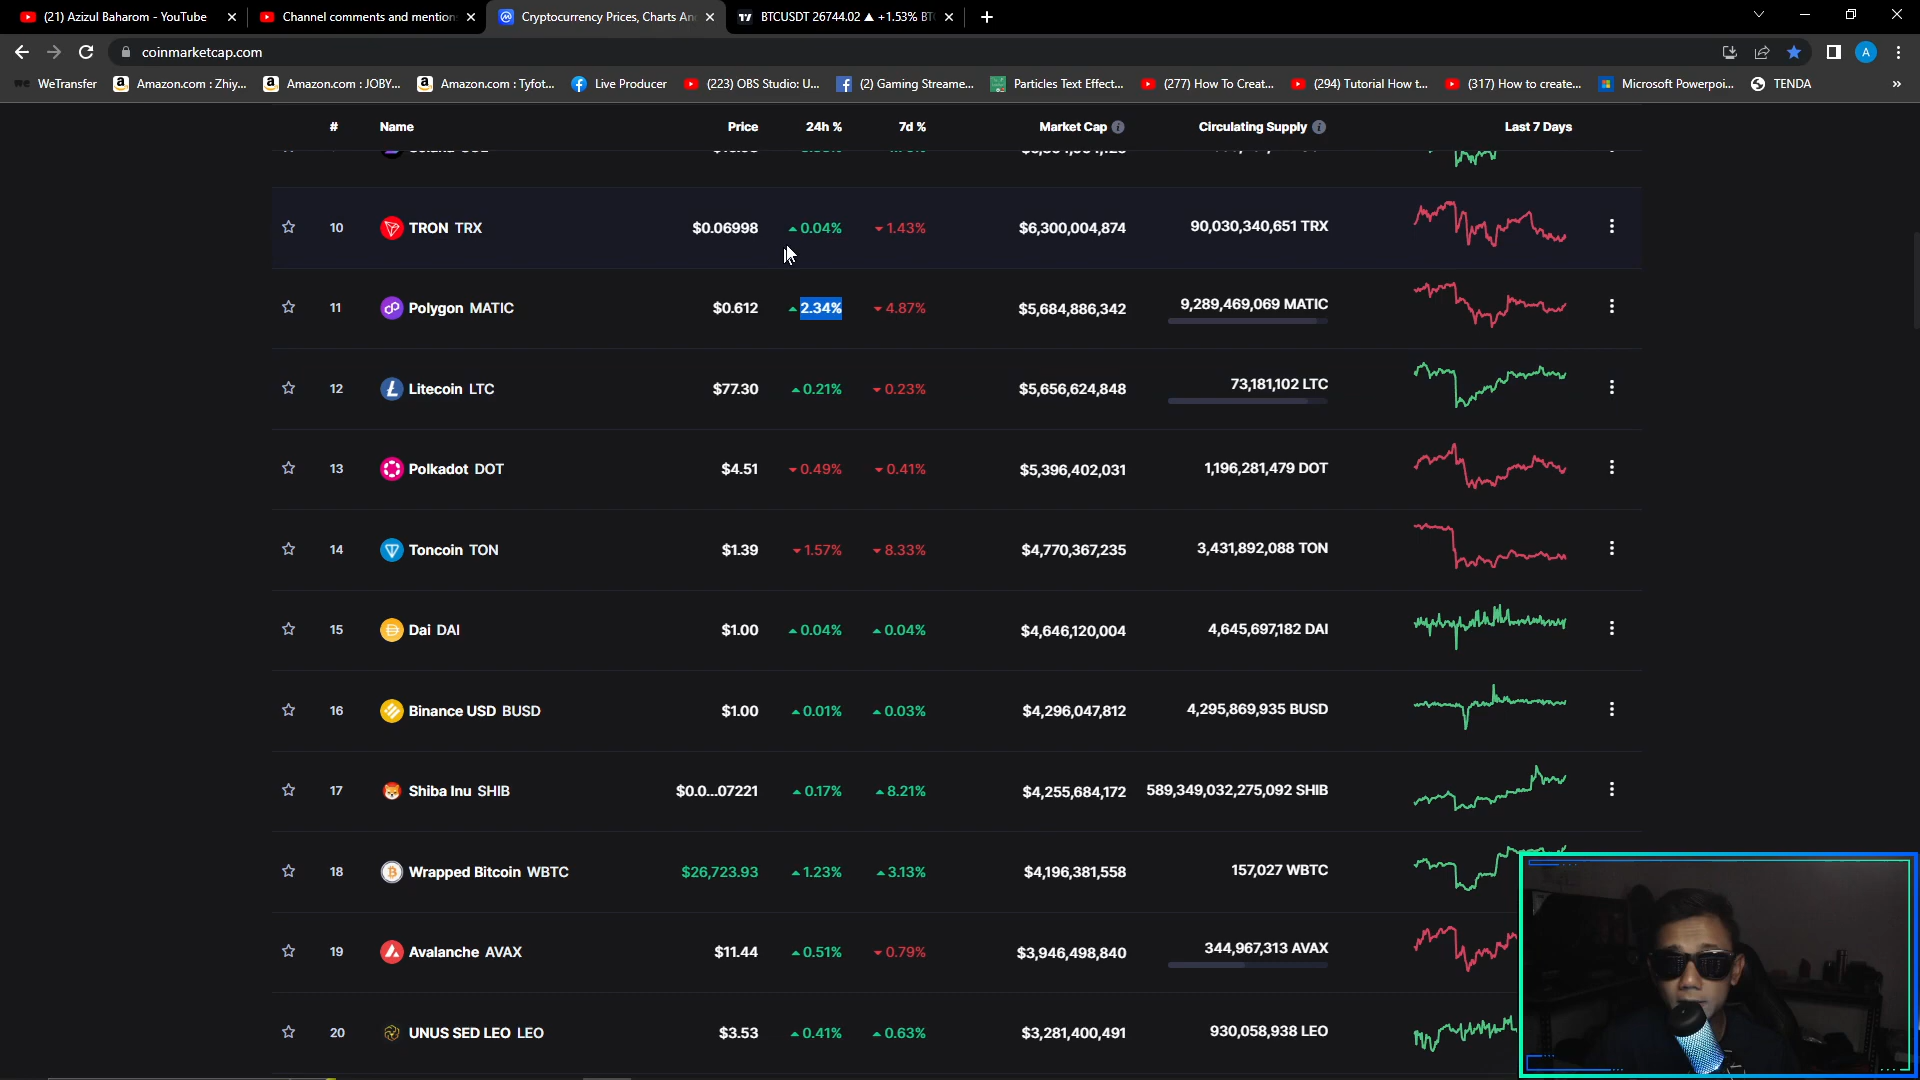 (21) Azizul Baharom - YouTube
Channel comments and mention
Cryptocurrency Prices, Charts An
BTCUSDT 26744.02 ▲ +1.53% BT
coinmarketcap.com
WeTransfer
Amazon.com : Zhiy...
Amazon.com : JOBY...
Amazon.com : Tyfot...
Live Producer
(223) OBS Studio: U...
(2) Gaming Streame...
Particles Text Effect...
(277) How To Creat...
(294) Tutorial How t...
(317) How to create...
Microsoft Powerpoi...
TENDA
# Name Price 24h % 7d % Market Cap Circulating Supply Last 7 Days
10 TRON TRX $0.06998 0.04% 1.43% $6,300,004,874 90,030,340,651 TRX
11 Polygon MATIC $0.612 2.34% 4.87% $5,684,886,342 9,289,469,069 MATIC
12 Litecoin LTC $77.30 0.21% 0.23% $5,656,624,848 73,181,102 LTC
13 Polkadot DOT $4.51 0.49% 0.41% $5,396,402,031 1,196,281,479 DOT
14 Toncoin TON $1.39 1.57% 8.33% $4,770,367,235 3,431,892,088 TON
15 Dai DAI $1.00 0.04% 0.04% $4,646,120,004 4,645,697,182 DAI
16 Binance USD BUSD $1.00 0.01% 0.03% $4,296,047,812 4,295,869,935 BUSD
17 Shiba Inu SHIB $0.0...07221 0.17% 8.21% $4,255,684,172 589,349,032,275,092 SHIB
18 Wrapped Bitcoin WBTC $26,723.93 1.23% 3.13% $4,196,381,558 157,027 WBTC
19 Avalanche AVAX $11.44 0.51% 0.79% $3,946,498,840 344,967,313 AVAX
20 UNUS SED LEO LEO $3.53 0.41% 0.63% $3,281,400,491 930,058,938 LEO